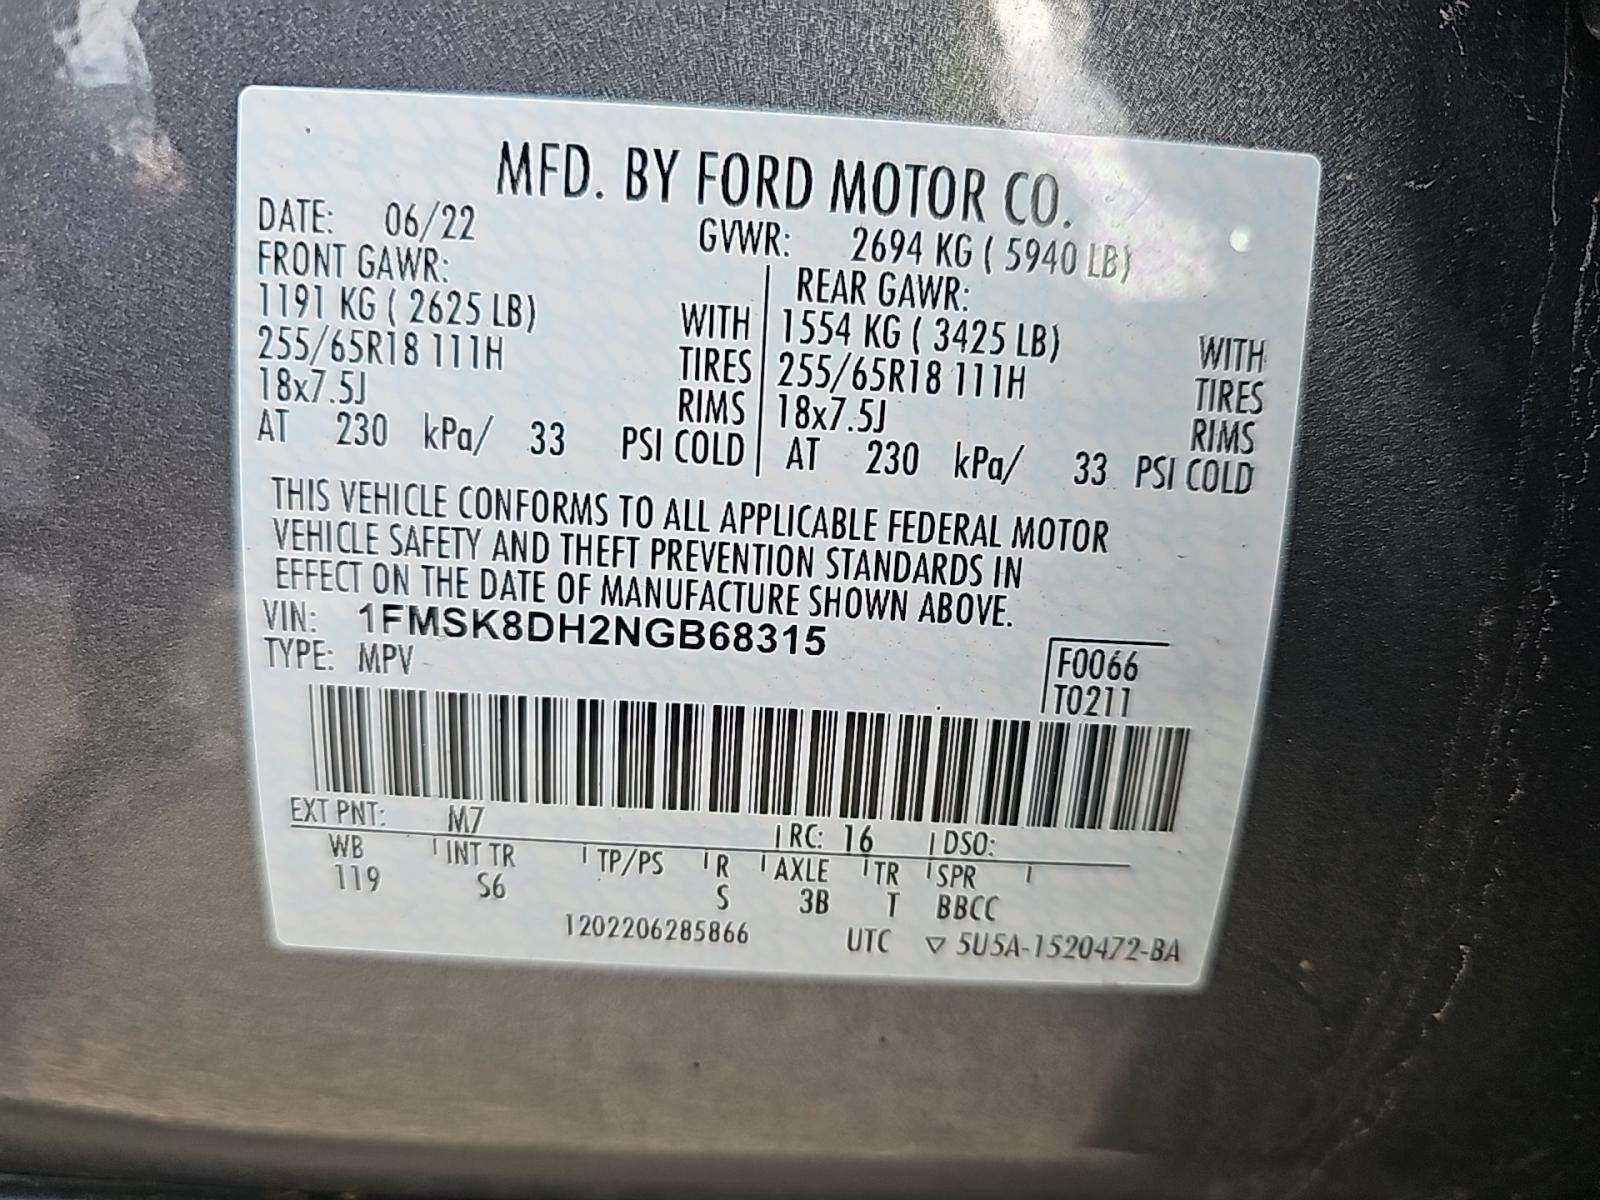 MFD. BY FORD MOTOR CO.
DATE: 06/22 GVWR: 2694 KG ( 5940 LB)
FRONT GAWR: REAR GAWR:
1191 KG ( 2625 LB) WITH 1554 KG ( 3425 LB) WITH
255/65R18 111H TIRES 255/65R18 111H TIRES
18x7.5J RIMS 18x7.5J RIMS
AT 230 kPa/ 33 PSI COLD AT 230 kPa/ 33 PSI COLD
THIS VEHICLE CONFORMS TO ALL APPLICABLE FEDERAL MOTOR
VEHICLE SAFETY AND THEFT PREVENTION STANDARDS IN
EFFECT ON THE DATE OF MANUFACTURE SHOWN ABOVE.
VIN: 1FMSK8DH2NGB68315
TYPE: MPV
F0066
T0211
EXT PNT: M7 RC: 16 DSO:
WB INT TR TP/PS R AXLE TR SPR
119 S6 S 3B T BBCC
1202206285866 UTC ▽ 5U5A-1520472-BA